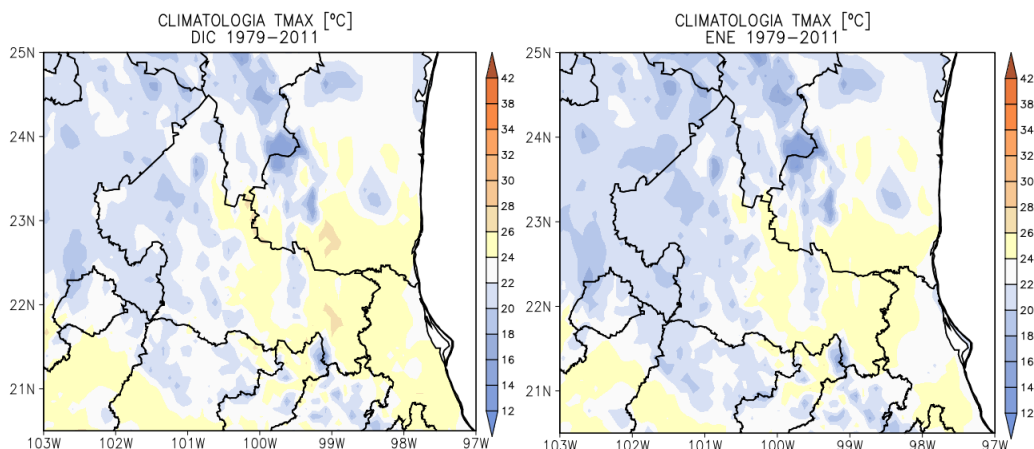 CLIMATOLOGIA TMAX [ºC]
DIC 1979–2011
25N
24N
23N
22N
21N
103W 102W 101W 100W 99W 98W 97W
42
38
34
32
30
28
26
24
22
20
18
16
14
12
CLIMATOLOGIA TMAX [ºC]
ENE 1979–2011
25N
24N
23N
22N
21N
103W 102W 101W 100W 99W 98W 97W
42
38
34
32
30
28
26
24
22
20
18
16
14
12